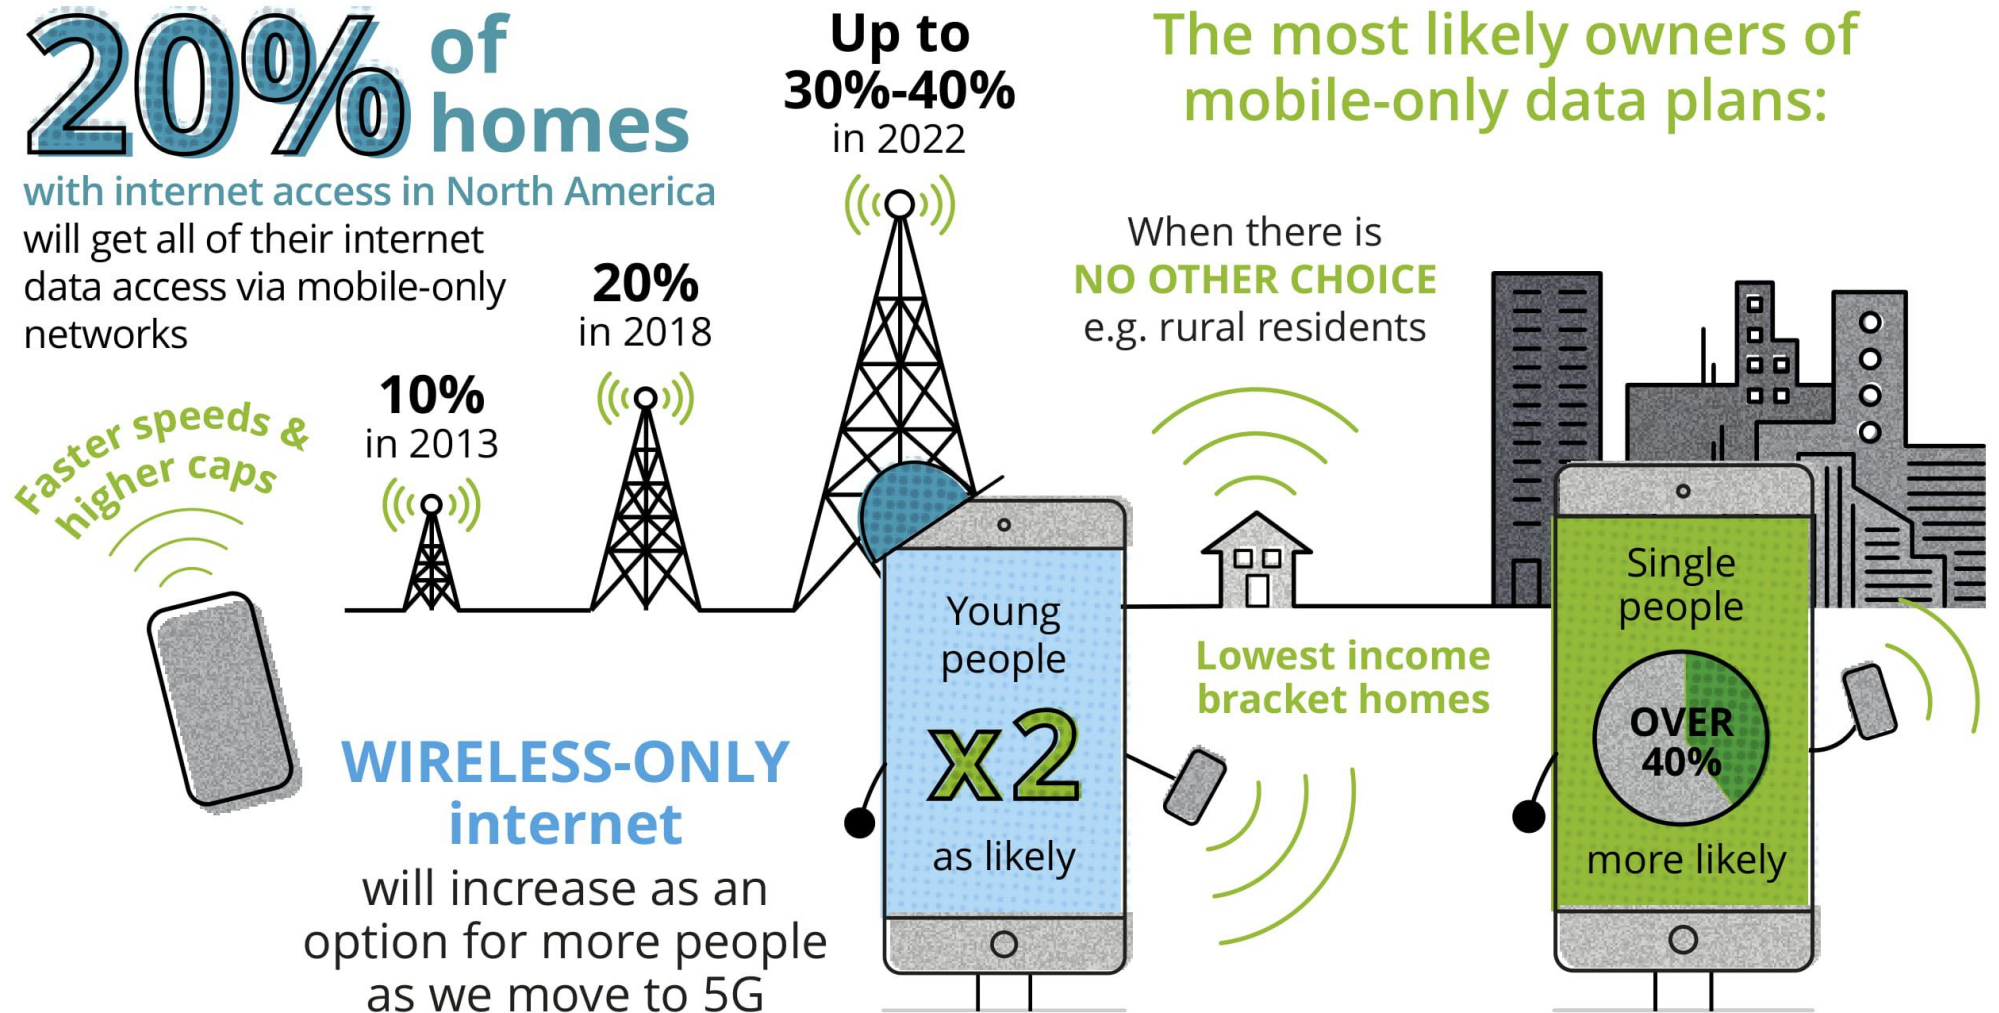 20% of
homes
with internet access in North America
will get all of their internet
data access via mobile-only
networks
Faster speeds &
higher caps
10%
in 2013
20%
in 2018
Up to
30%-40%
in 2022
WIRELESS-ONLY
internet
will increase as an
option for more people
as we move to 5G
The most likely owners of
mobile-only data plans:
Young
people
x2
as likely
When there is
NO OTHER CHOICE
e.g. rural residents
Lowest income
bracket homes
Single
people
OVER
40%
more likely